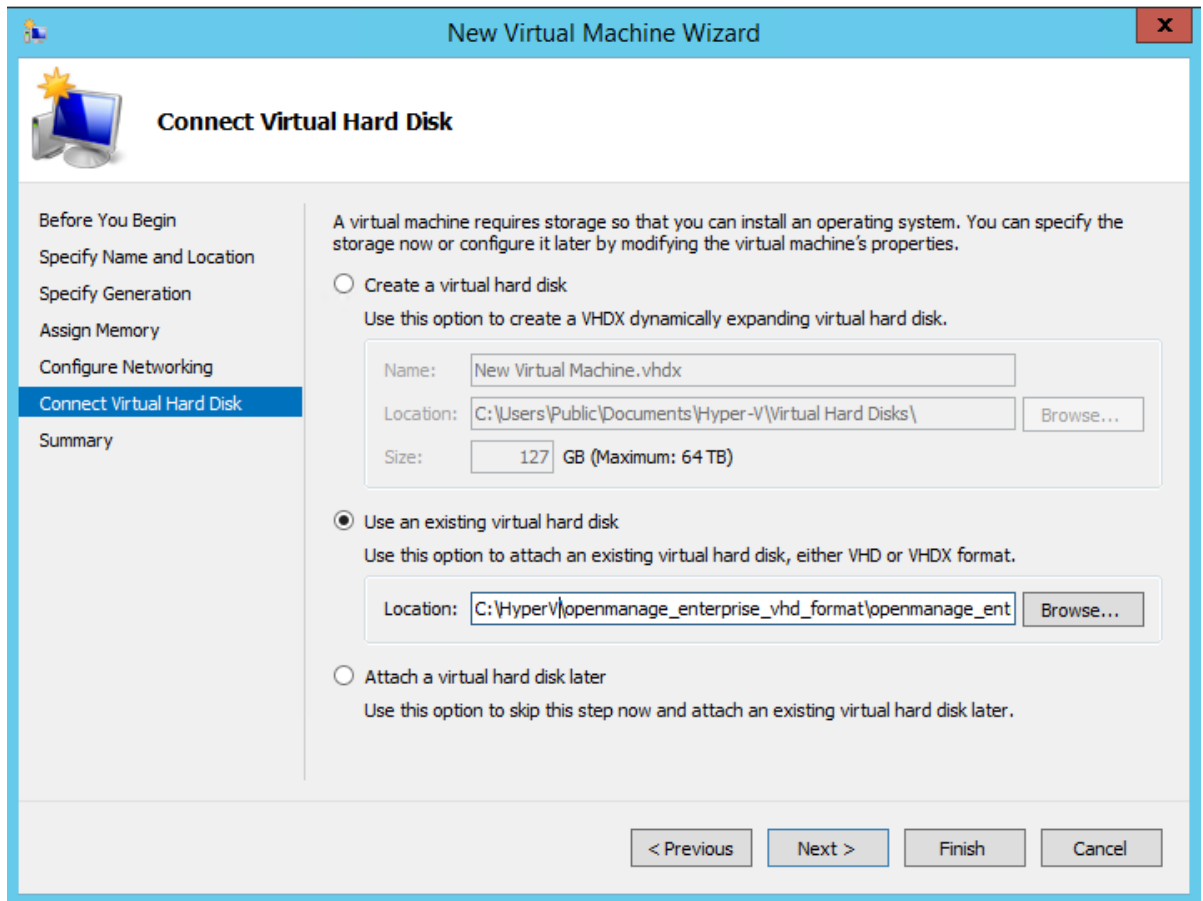 New Virtual Machine Wizard
x
Connect Virtual Hard Disk
Before You Begin
Specify Name and Location
Specify Generation
Assign Memory
Configure Networking
Connect Virtual Hard Disk
Summary
A virtual machine requires storage so that you can install an operating system. You can specify the
storage now or configure it later by modifying the virtual machine's properties.
Create a virtual hard disk
Use this option to create a VHDX dynamically expanding virtual hard disk.
Name: New Virtual Machine.vhdx
Location: C:\Users\Public\Documents\Hyper-V\Virtual Hard Disks\ Browse...
Size: 127 GB (Maximum: 64 TB)
Use an existing virtual hard disk
Use this option to attach an existing virtual hard disk, either VHD or VHDX format.
Location: C:\HyperV\openmanage_enterprise_vhd_format\openmanage_ent Browse...
Attach a virtual hard disk later
Use this option to skip this step now and attach an existing virtual hard disk later.
< Previous Next > Finish Cancel